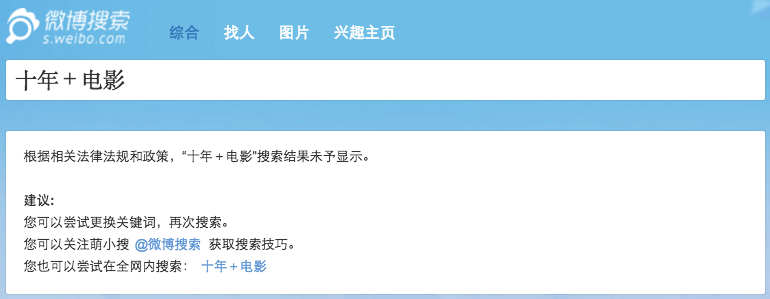 微博搜索
s.weibo.com
综合 找人 图片 兴趣主页
十年+电影
根据相关法律法规和政策，“十年+电影”搜索结果未予显示。
建议:
您可以尝试更换关键词，再次搜索。
您可以关注萌小搜 @微博搜索 获取搜索技巧。
您也可以尝试在全网内搜索： 十年+电影